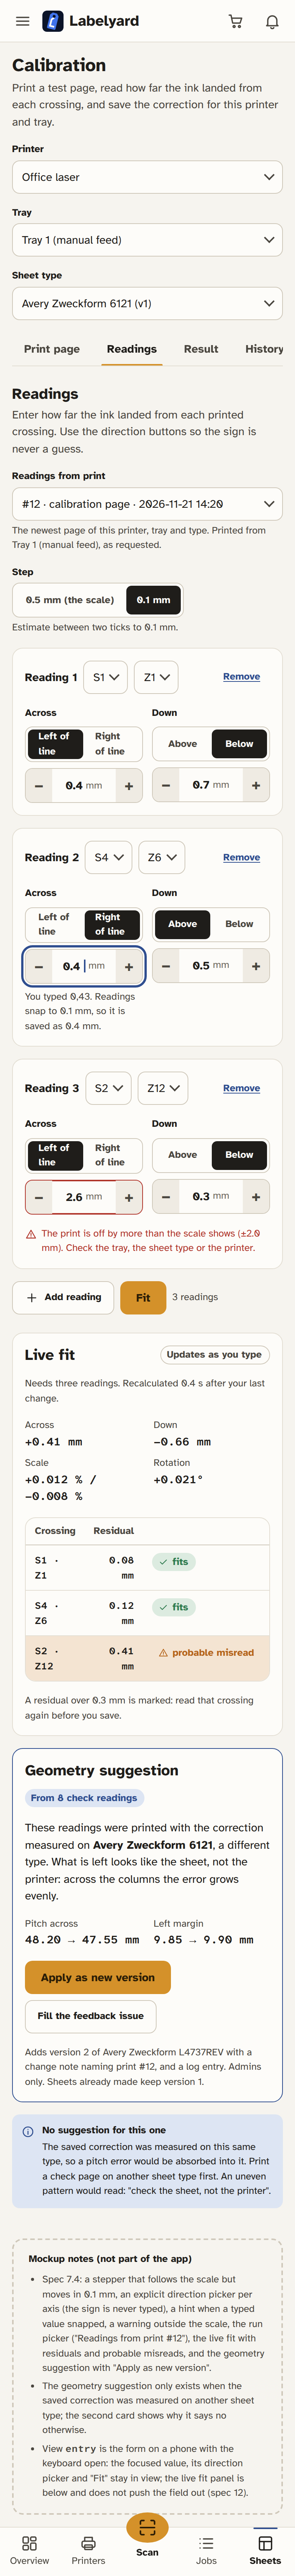 Labelyard
Calibration
Print a test page, read how far the ink landed from
each crossing, and save the correction for this printer
and tray.
Printer
Office laser
Tray
Tray 1 (manual feed)
Sheet type
Avery Zweckform 6121 (v1)
Print page Readings Result History
Readings
Enter how far the ink landed from each printed
crossing. Use the direction buttons so the sign is
never a guess.
Readings from print
#12 · calibration page · 2026-11-21 14:20
The newest page of this printer, tray and type. Printed from
Tray 1 (manual feed), as requested.
Step
0.5 mm (the scale) 0.1 mm
Estimate between two ticks to 0.1 mm.
Reading 1 S1 Z1 Remove
Across Down
Left of line Right of line Above Below
− 0.4 mm + − 0.7 mm +
Reading 2 S4 Z6 Remove
Across Down
Left of line Right of line Above Below
− 0.4 mm + − 0.5 mm +
You typed 0,43. Readings
snap to 0.1 mm, so it is
saved as 0.4 mm.
Reading 3 S2 Z12 Remove
Across Down
Left of line Right of line Above Below
− 2.6 mm + − 0.3 mm +
The print is off by more than the scale shows (±2.0
mm). Check the tray, the sheet type or the printer.
+ Add reading Fit 3 readings
Live fit Updates as you type
Needs three readings. Recalculated 0.4 s after your last
change.
Across Down
+0.41 mm −0.66 mm
Scale Rotation
+0.012 % / +0.021°
−0.008 %
Crossing Residual
S1 · Z1 0.08 mm fits
S4 · Z6 0.12 mm fits
S2 · Z12 0.41 mm probable misread
A residual over 0.3 mm is marked: read that crossing
again before you save.
Geometry suggestion
From 8 check readings
These readings were printed with the correction
measured on Avery Zweckform 6121, a different
type. What is left looks like the sheet, not the
printer: across the columns the error grows
evenly.
Pitch across Left margin
48.20 → 47.55 mm 9.85 → 9.90 mm
Apply as new version
Fill the feedback issue
Adds version 2 of Avery Zweckform L4737REV with a
change note naming print #12, and a log entry. Admins
only. Sheets already made keep version 1.
No suggestion for this one
The saved correction was measured on this same
type, so a pitch error would be absorbed into it. Print
a check page on another sheet type first. An uneven
pattern would read: "check the sheet, not the printer".
Mockup notes (not part of the app)
• Spec 7.4: a stepper that follows the scale but
moves in 0.1 mm, an explicit direction picker per
axis (the sign is never typed), a hint when a typed
value snapped, a warning outside the scale, the run
picker ("Readings from print #12"), the live fit with
residuals and probable misreads, and the geometry
suggestion with "Apply as new version".
• The geometry suggestion only exists when the
saved correction was measured on another sheet
type; the second card shows why it says no
otherwise.
• View entry is the form on a phone with the
keyboard open: the focused value, its direction
picker and "Fit" stay in view; the live fit panel is
below and does not push the field out (spec 12).
Overview Printers Scan Jobs Sheets